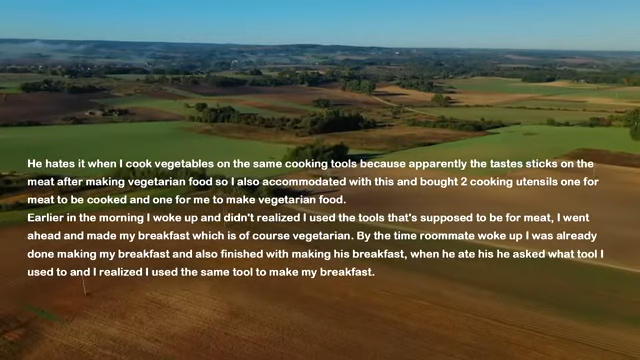 He hates it when I cook vegetables on the same cooking tools because apparently the tastes sticks on the
meat after making vegetarian food so I also accommodated with this and bought 2 cooking utensils one for
meat to be cooked and one for me to make vegetarian food.
Earlier in the morning I woke up and didn't realized I used the tools that's supposed to be for meat, I went
ahead and made my breakfast which is of course vegetarian. By the time roommate woke up I was already
done making my breakfast and also finished with making his breakfast, when he ate his he asked what tool I
used to and I realized I used the same tool to make my breakfast.